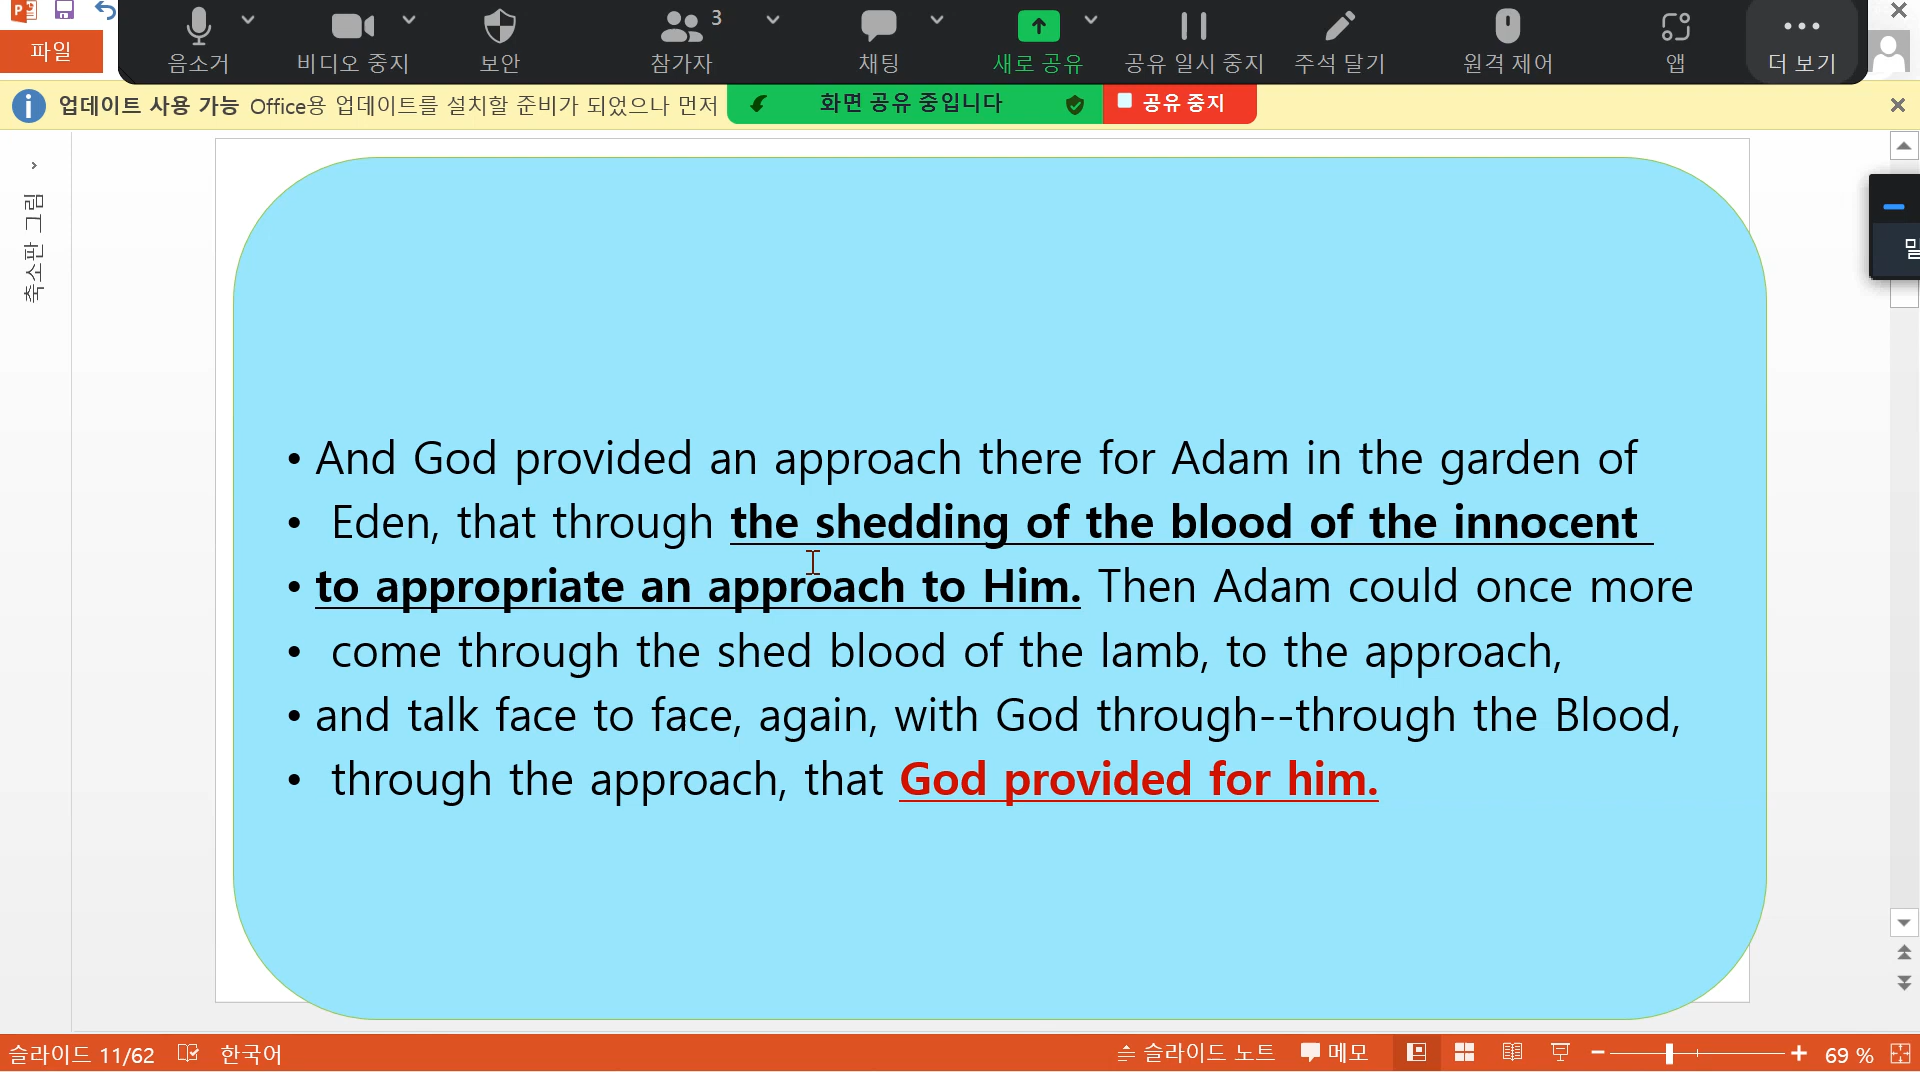 음소거
비디오 중지
보안
참가자 3
채팅
새로 공유
공유 일시 중지
주석 달기
원격 제어
앱
더 보기
파일
업데이트 사용 가능 Office용 업데이트를 설치할 준비가 되었으나 먼저
화면 공유 중입니다
공유 중지
축소판 그림
• And God provided an approach there for Adam in the garden of
• Eden, that through the shedding of the blood of the innocent
• to appropriate an approach to Him. Then Adam could once more
• come through the shed blood of the lamb, to the approach,
• and talk face to face, again, with God through--through the Blood,
• through the approach, that God provided for him.
슬라이드 11/62 한국어
슬라이드 노트 메모 69 %